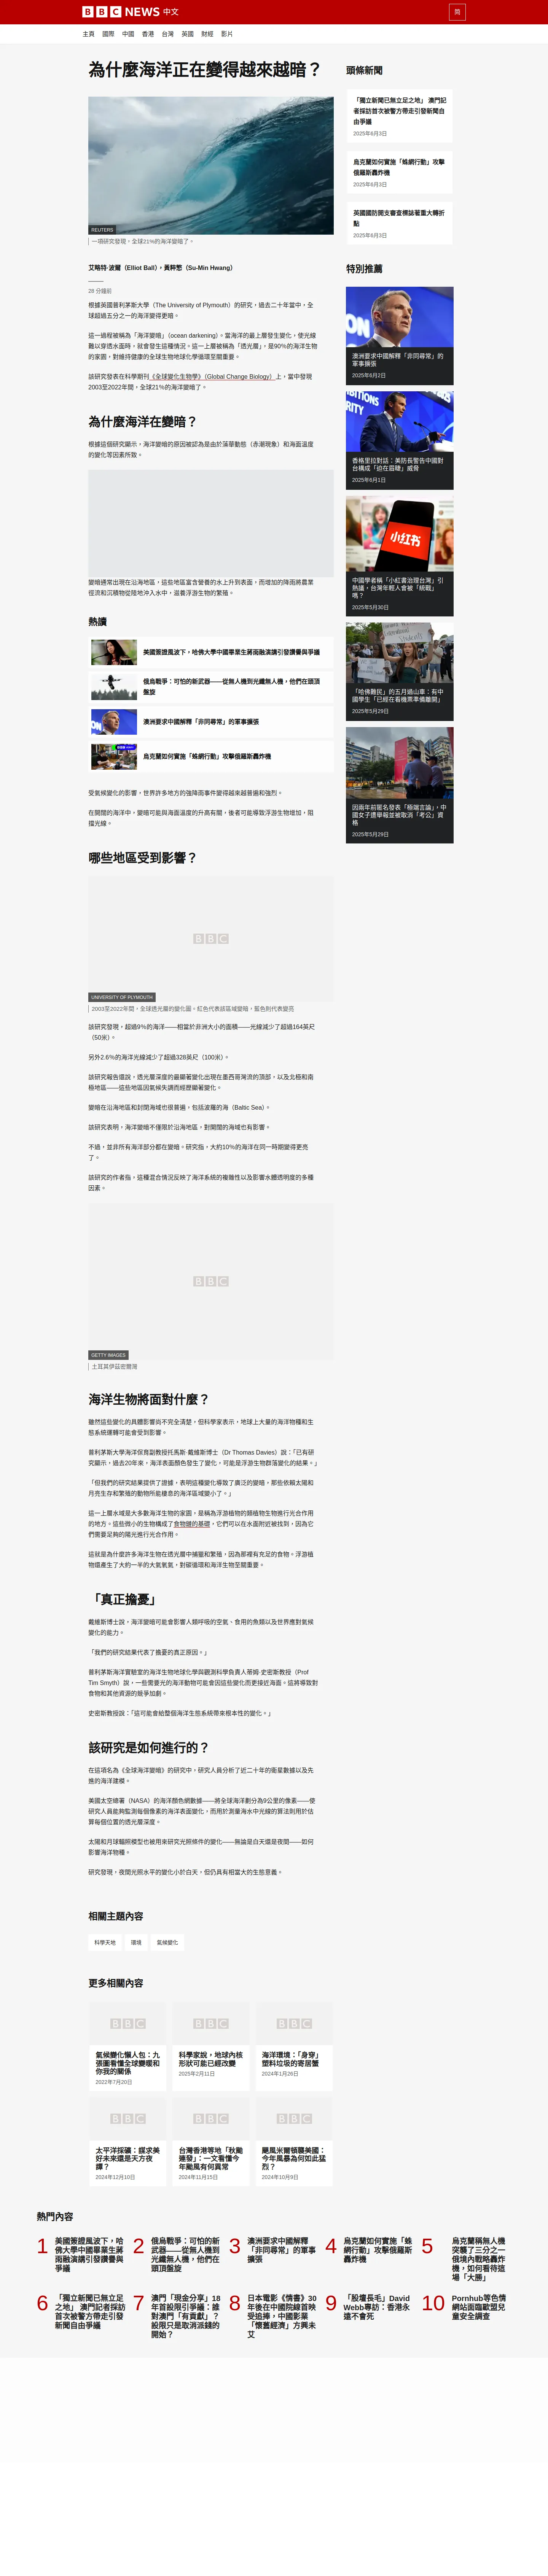 BBC NEWS 中文
简
主頁 國際 中國 香港 台灣 英國 財經 影片
為什麼海洋正在變得越來越暗？
REUTERS
一項研究發現，全球21%的海洋變暗了。
艾略特·波爾（Elliot Ball），黃粹慜（Su-Min Hwang）
28 分鐘前
根據英國普利茅斯大學（The University of Plymouth）的研究，過去二十年當中，全
球超過五分之一的海洋變暗了。
這一過程被稱為「海洋變暗」（ocean darkening）。當海洋的最上層發生變化，使光線
難以穿透水面時，就會發生這種情況。這一上層被稱為「透光層」，是90％的海洋生物
的家園，對維持健康的全球生物地球化學循環至關重要。
該研究發表在科學期刊《全球變化生物學》（Global Change Biology）上，當中發現
2003至2022年間，全球21％的海洋變暗了。
為什麼海洋在變暗？
根據這個研究顯示，海洋變暗的原因被認為是由於藻華動態（赤潮現象）和海面溫度
的變化等因素所致。
變暗通常出現在沿海地區，這些地區富含營養的水上升到表面，而增加的降雨將農業
徑流和沉積物從陸地沖入水中，滋養浮游生物的繁殖。
熱讀
美國簽證風波下，哈佛大學中國畢業生蔣雨融演講引發讚譽與爭議
俄烏戰爭：可怕的新武器——從無人機到光纖無人機，他們在頭頂
盤旋
澳洲要求中國解釋「非同尋常」的軍事擴張
烏克蘭如何實施「蛛網行動」攻擊俄羅斯轟炸機
受氣候變化的影響，世界許多地方的強降雨事件變得越來越普遍和強烈。
在開闊的海洋中，變暗可能與海面溫度的升高有關，後者可能導致浮游生物增加，阻
擋光線。
哪些地區受到影響？
BBC
UNIVERSITY OF PLYMOUTH
2003至2022年間，全球透光層的變化圖。紅色代表該區域變暗，藍色則代表變亮
該研究發現，超過9％的海洋——相當於非洲大小的面積——光線減少了超過164英尺
（50米）。
另外2.6％的海洋光線減少了超過328英尺（100米）。
該研究報告還說，透光層深度的最顯著變化出現在墨西哥灣流的頂部，以及北極和南
極地區——這些地區因氣候失調而經歷顯著變化。
變暗在沿海地區和封閉海域也很普遍，包括波羅的海（Baltic Sea）。
該研究表明，海洋變暗不僅限於沿海地區，對開闊的海域也有影響。
不過，並非所有海洋部分都在變暗。研究指，大約10％的海洋在同一時期變得更亮
了。
該研究的作者指，這種混合情況反映了海洋系統的複雜性以及影響水體透明度的多種
因素。
BBC
GETTY IMAGES
土耳其伊茲密爾灣
海洋生物將面對什麼？
雖然這些變化的具體影響尚不完全清楚，但科學家表示，地球上大量的海洋物種和生
態系統運轉可能會受到影響。
普利茅斯大學海洋保育副教授托馬斯·戴維斯博士（Dr Thomas Davies）說：「已有研
究顯示，過去20年來，海洋表面顏色發生了變化，可能是浮游生物群落變化的結果。」
「但我們的研究結果提供了證據，表明這種變化導致了廣泛的變暗，那些依賴太陽和
月亮生存和繁殖的動物所能棲息的海洋區域變小了。」
這一上層水域是大多數海洋生物的家園，是稱為浮游植物的類植物生物進行光合作用
的地方。這些微小的生物構成了食物鏈的基礎，它們可以在水面附近被找到，因為它
們需要足夠的陽光進行光合作用。
這就是為什麼許多海洋生物在透光層中捕獵和繁殖，因為那裡有充足的食物。浮游植
物還產生了大約一半的大氣氧氣，對碳循環和海洋生物至關重要。
「真正擔憂」
戴維斯博士說，海洋變暗可能會影響人類呼吸的空氣、食用的魚類以及世界應對氣候
變化的能力。
「我們的研究結果代表了擔憂的真正原因。」
普利茅斯海洋實驗室的海洋生物地球化學與觀測科學負責人蒂姆·史密斯教授（Prof
Tim Smyth）說，一些需要光的海洋動物可能會因這些變化而更接近海面。這將導致對
食物和其他資源的競爭加劇。
史密斯教授說：「這可能會給整個海洋生態系統帶來根本性的變化。」
該研究是如何進行的？
在這項名為《全球海洋變暗》的研究中，研究人員分析了近二十年的衛星數據以及先
進的海洋建模。
美國太空總署（NASA）的海洋顏色網數據——將全球海洋劃分為9公里的像素——使
研究人員能夠監測每個像素的海洋表面變化，而用於測量海水中光線的算法則用於估
算每個位置的透光層深度。
太陽和月球輻照模型也被用來研究光照條件的變化——無論是白天還是夜間——如何
影響海洋物種。
研究發現，夜間光照水平的變化小於白天，但仍具有相當大的生態意義。
相關主題內容
科學天地 環境 氣候變化
更多相關內容
BBC BBC BBC
氣候變化懶人包：九
張圖看懂全球變暖和
你我的關係
2022年7月20日
科學家說，地球內核
形狀可能已經改變
2025年2月11日
海洋環境：「身穿」
塑料垃圾的寄居蟹
2024年1月26日
BBC BBC BBC
太平洋採礦：謀求美
好未來還是天方夜
譚？
2024年12月10日
台灣香港等地「秋颱
連發」：一文看懂今
年颱風有何異常
2024年11月15日
颶風米爾頓襲美國：
今年風暴為何如此猛
烈？
2024年10月9日
頭條新聞
「獨立新聞已無立足之地」 澳門記
者採訪首次被警方帶走引發新聞自
由爭議
2025年6月3日
烏克蘭如何實施「蛛網行動」攻擊
俄羅斯轟炸機
2025年6月3日
英國國防開支審查標誌著重大轉折
點
2025年6月3日
特別推薦
澳洲要求中國解釋「非同尋常」的
軍事擴張
2025年6月2日
香格里拉對話：美防長警告中國對
台構成「迫在眉睫」威脅
2025年6月1日
小红书
中國學者稱「小紅書治理台灣」引
熱議，台灣年輕人會被「統戰」
嗎？
2025年5月30日
「哈佛難民」的五月過山車：有中
國學生「已經在看機票準備離開」
2025年5月29日
因兩年前匿名發表「極端言論」，中
國女子遭舉報並被取消「考公」資
格
2025年5月29日
熱門內容
1
美國簽證風波下，哈
佛大學中國畢業生蔣
雨融演講引發讚譽與
爭議
2
俄烏戰爭：可怕的新
武器——從無人機到
光纖無人機，他們在
頭頂盤旋
3
澳洲要求中國解釋
「非同尋常」的軍事
擴張
4
烏克蘭如何實施「蛛
網行動」攻擊俄羅斯
轟炸機
5
烏克蘭稱無人機
突襲了三分之一
俄境內戰略轟炸
機，如何看待這
場「大勝」
6
「獨立新聞已無立足
之地」 澳門記者採訪
首次被警方帶走引發
新聞自由爭議
7
澳門「現金分享」18
年首設限引爭議：誰
對澳門「有貢獻」？
設限只是取消派錢的
開始？
8
日本電影《情書》30
年後在中國院線首映
受追捧，中國影業
「懷舊經濟」方興未
艾
9
「股壇長毛」David
Webb專訪：香港永
遠不會死
10
Pornhub等色情
網站面臨歐盟兒
童安全調查